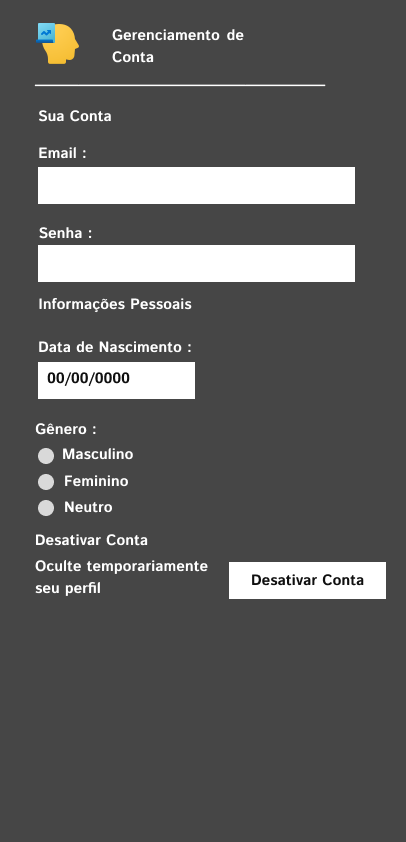 Gerenciamento de
Conta
Sua Conta
Email :
Senha :
Informações Pessoais
Data de Nascimento :
00/00/0000
Gênero :
Masculino
Feminino
Neutro
Desativar Conta
Oculte temporariamente
seu perfil
Desativar Conta